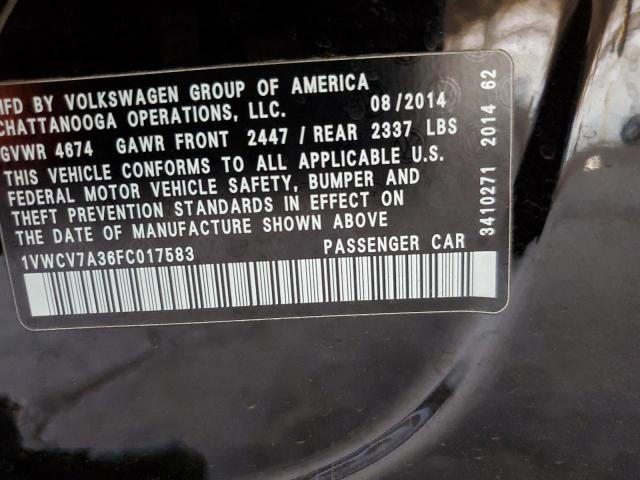 MFD BY VOLKSWAGEN GROUP OF AMERICA
CHATTANOOGA OPERATIONS, LLC. 08/2014
GVWR 4674 GAWR FRONT 2447 / REAR 2337 LBS
THIS VEHICLE CONFORMS TO ALL APPLICABLE U.S.
FEDERAL MOTOR VEHICLE SAFETY, BUMPER AND
THEFT PREVENTION STANDARDS IN EFFECT ON
THE DATE OF MANUFACTURE SHOWN ABOVE
1VWCV7A36FC017583 PASSENGER CAR
3410271 2014 62